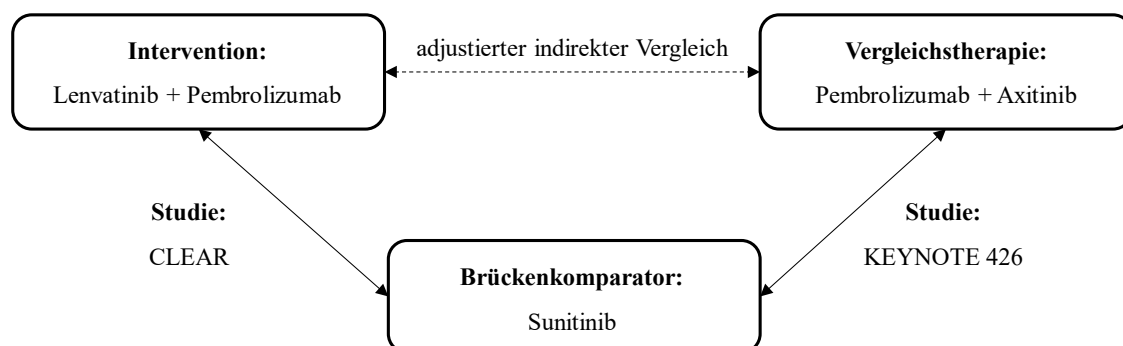 Intervention:
Lenvatinib + Pembrolizumab
adjustierter indirekter Vergleich
Vergleichstherapie:
Pembrolizumab + Axitinib
Studie:
CLEAR
Studie:
KEYNOTE 426
Brückenkomparator:
Sunitinib